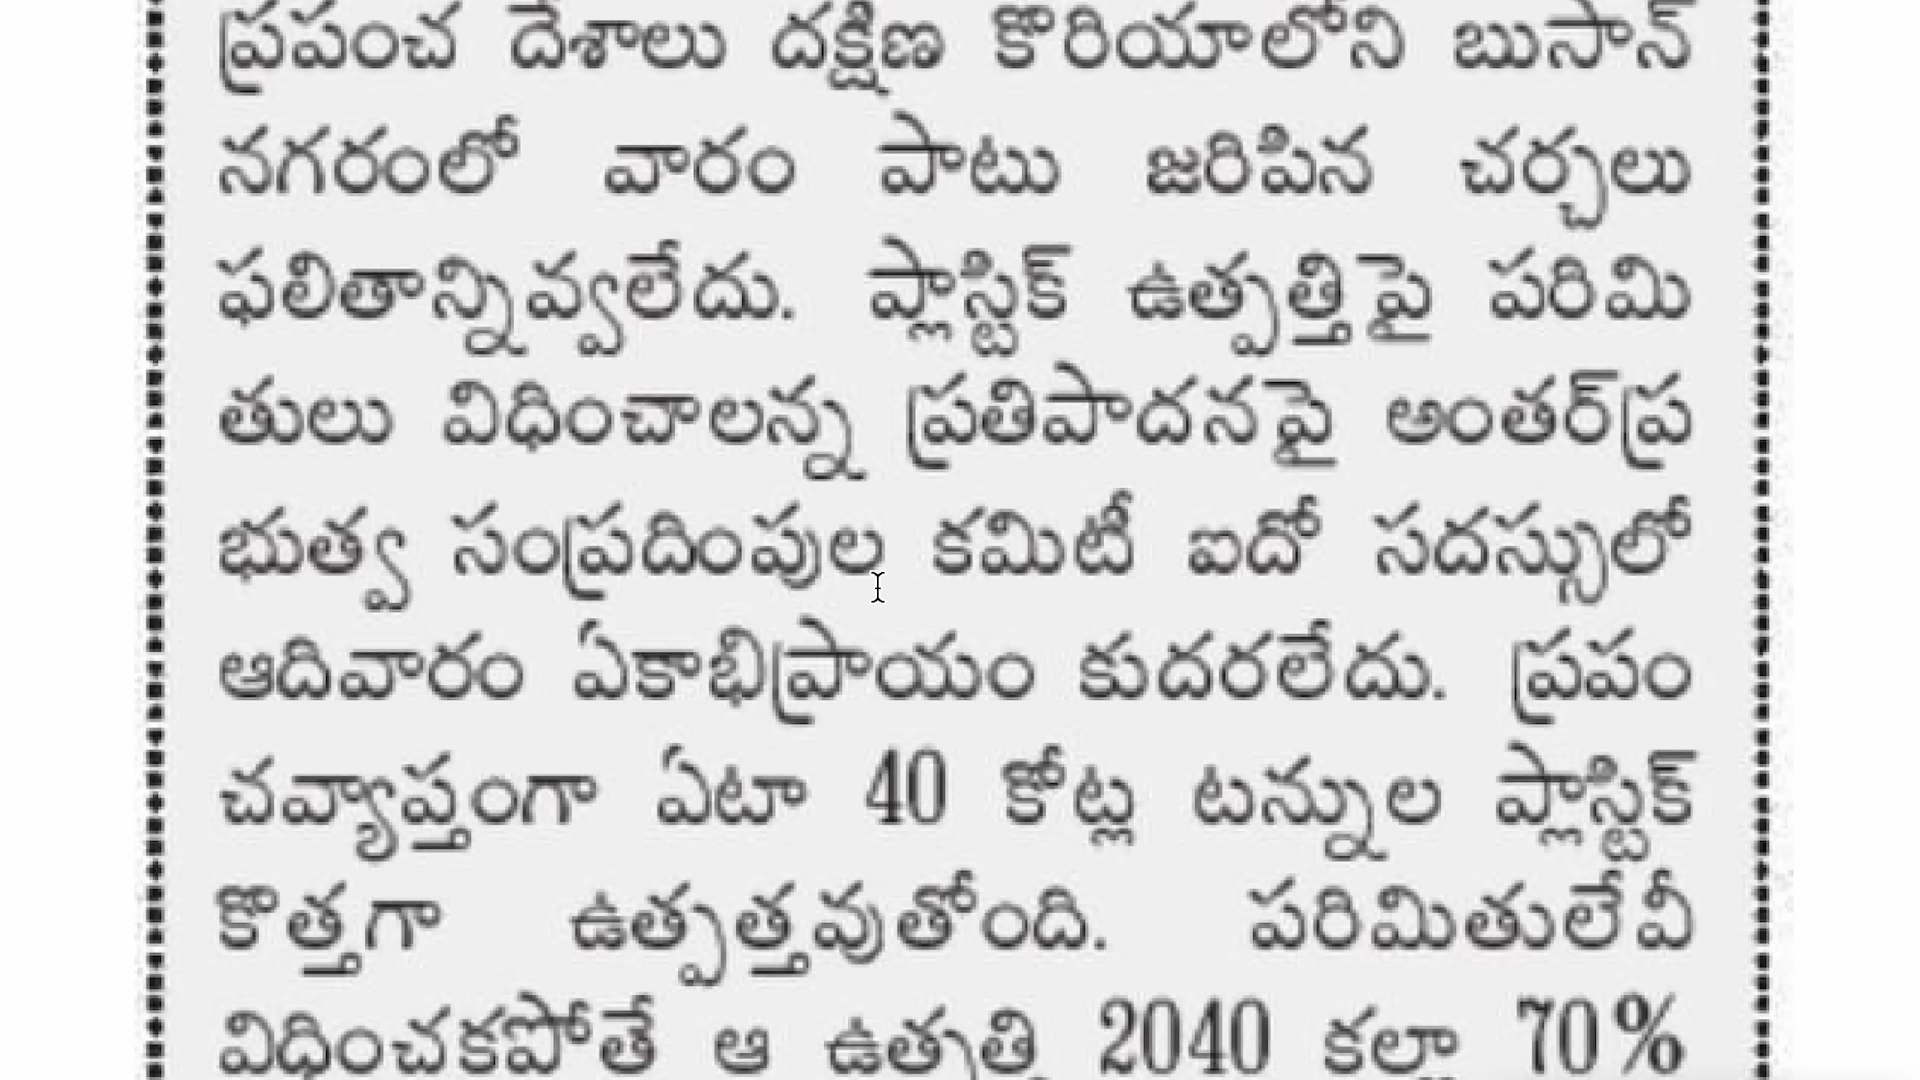 ప్రపంచ దేశాలు దక్షిణ కొరియాలోని బుసాన్
నగరంలో వారం పాటు జరిపిన చర్చలు
ఫలితాన్నివ్వలేదు. ప్లాస్టిక్ ఉత్పత్తిపై పరిమి
తులు విధించాలన్న ప్రతిపాదనపై అంతర్‌ప్ర
భుత్వ సంప్రదింపుల కమిటీ ఐదో సదస్సులో
ఆదివారం ఏకాభిప్రాయం కుదరలేదు. ప్రపం
చవ్యాప్తంగా ఏటా 40 కోట్ల టన్నుల ప్లాస్టిక్
కొత్తగా ఉత్పత్తవుతోంది. పరిమితులేవీ
విధించకపోతే ఆ ఉత్పత్తి 2040 కల్లా 70%